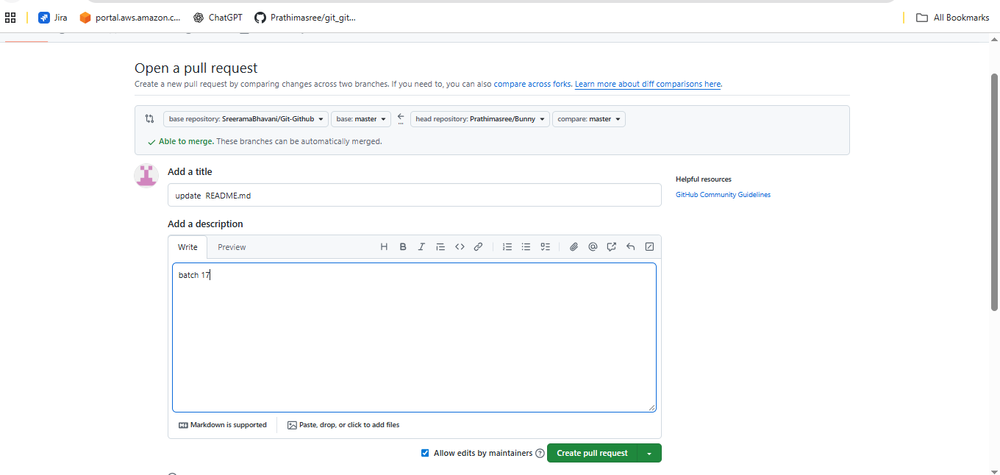 Jira portal.aws.amazon.c... ChatGPT Prathimasree/git_git... All Bookmarks
Open a pull request
Create a new pull request by comparing changes across two branches. If you need to, you can also compare across forks. Learn more about diff comparisons here.
base repository: SreeramaBhavani/Git-Github base: master head repository: Prathimasree/Bunny compare: master
Able to merge. These branches can be automatically merged.
Add a title
Helpful resources
update  README.md
GitHub Community Guidelines
Add a description
Write Preview
batch 17
Markdown is supported Paste, drop, or click to add files
Allow edits by maintainers Create pull request